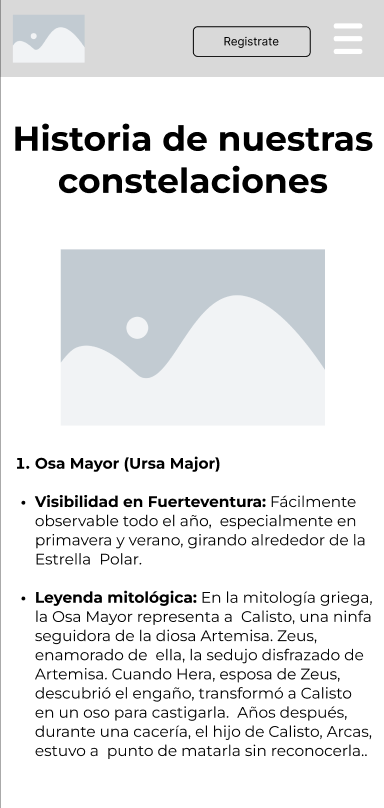 Registrate
Historia de nuestras
constelaciones
1. Osa Mayor (Ursa Major)
• Visibilidad en Fuerteventura: Fácilmente
observable todo el año,  especialmente en
primavera y verano, girando alrededor de la
Estrella  Polar.
• Leyenda mitológica: En la mitología griega,
la Osa Mayor representa a  Calisto, una ninfa
seguidora de la diosa Artemisa. Zeus,
enamorado de  ella, la sedujo disfrazado de
Artemisa. Cuando Hera, esposa de Zeus,
descubrió el engaño, transformó a Calisto
en un oso para castigarla.  Años después,
durante una cacería, el hijo de Calisto, Arcas,
estuvo a  punto de matarla sin reconocerla..